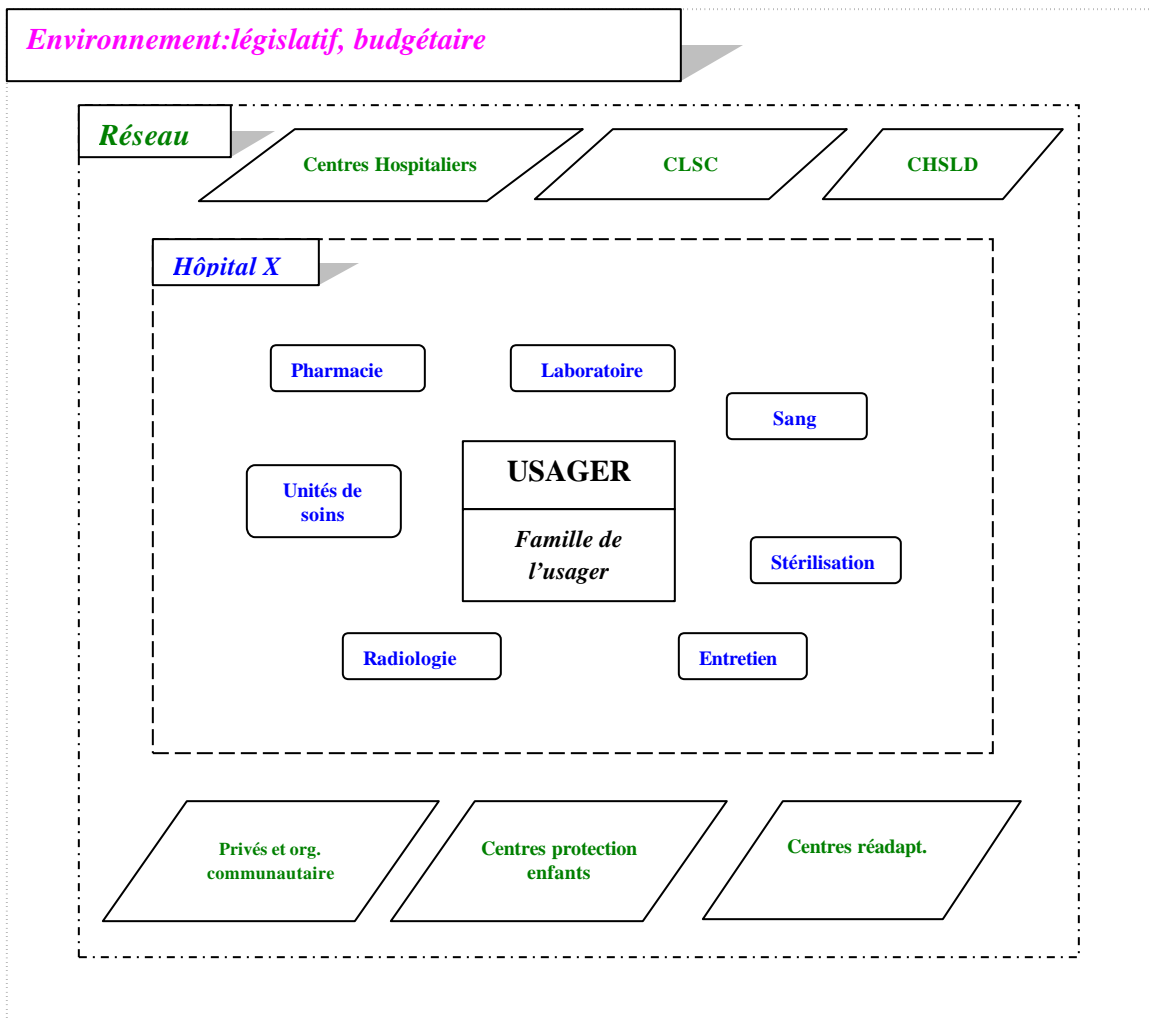 Environnement:législatif, budgétaire
Réseau
Centres Hospitaliers
CLSC
CHSLD
Hôpital X
Pharmacie
Laboratoire
Sang
USAGER
Unités de
soins
Famille de
l’usager
Stérilisation
Radiologie
Entretien
Privés et org.
communautaire
Centres protection
enfants
Centres réadapt.